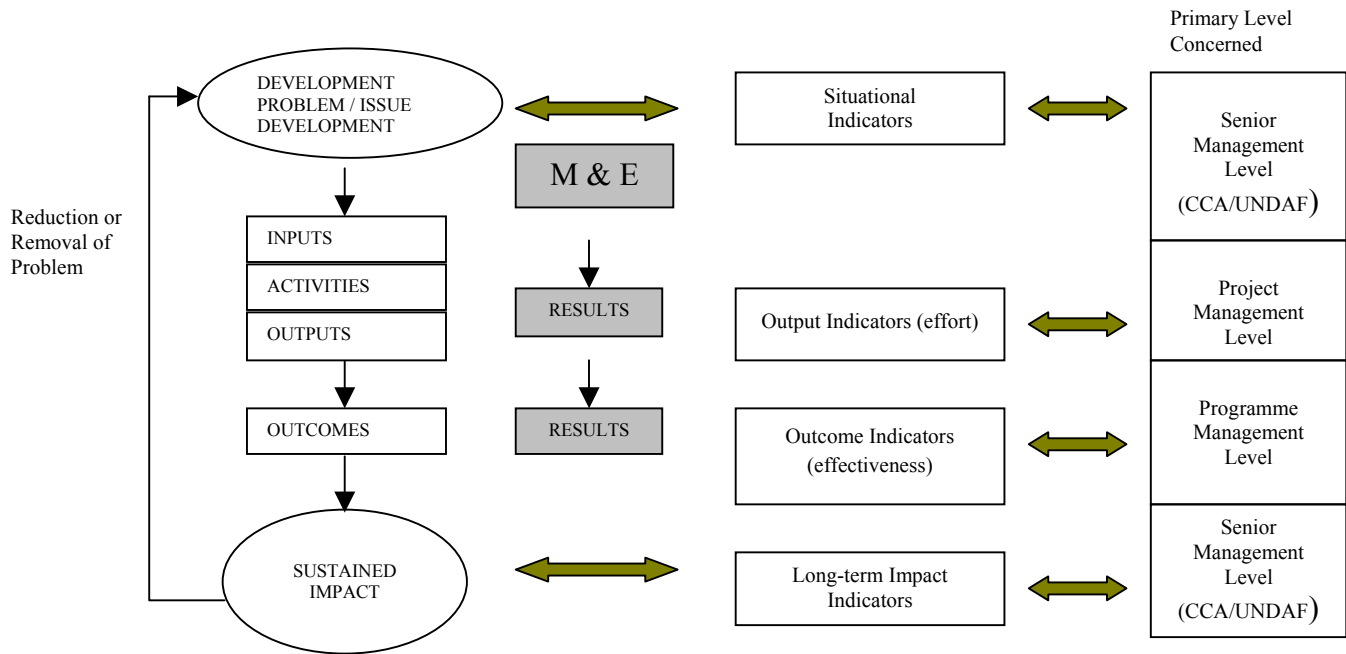 Primary Level
Concerned
DEVELOPMENT
PROBLEM / ISSUE
DEVELOPMENT
Situational
Indicators
Senior
Management
Level
(CCA/UNDAF)
M & E
Reduction or
Removal of
Problem
INPUTS
ACTIVITIES
OUTPUTS
RESULTS
Output Indicators (effort)
Project
Management
Level
OUTCOMES
RESULTS
Outcome Indicators
(effectiveness)
Programme
Management
Level
SUSTAINED
IMPACT
Long-term Impact
Indicators
Senior
Management
Level
(CCA/UNDAF)